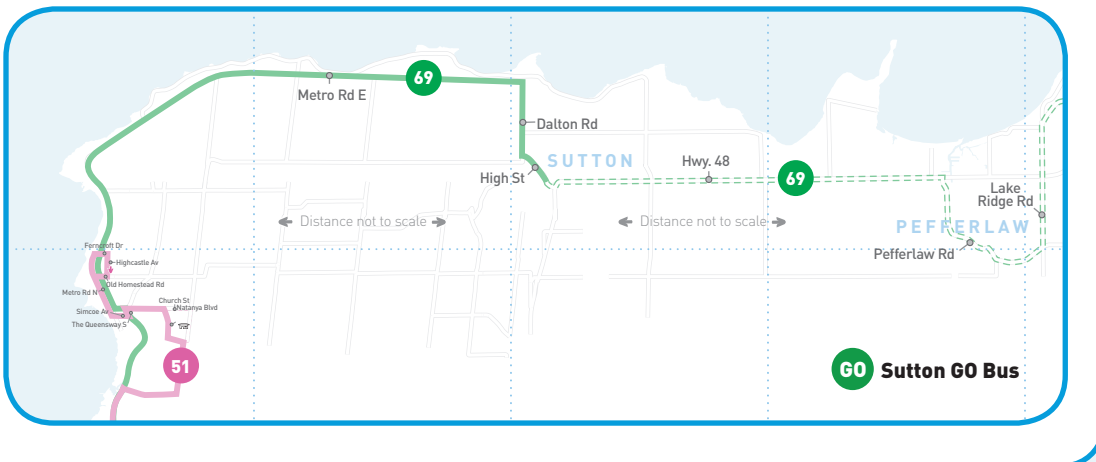 69
Metro Rd E
Dalton Rd
SUTTON
Hwy. 48
High St
69
Lake
Ridge Rd
Distance not to scale
Distance not to scale
PEFFERLAW
Pefferlaw Rd
Ferncroft Dr
Highcastle Av
Old Homestead Rd
Metro Rd N
Church St
Natanya Blvd
Simcoe Av
The Queensway S
51
GO Sutton GO Bus